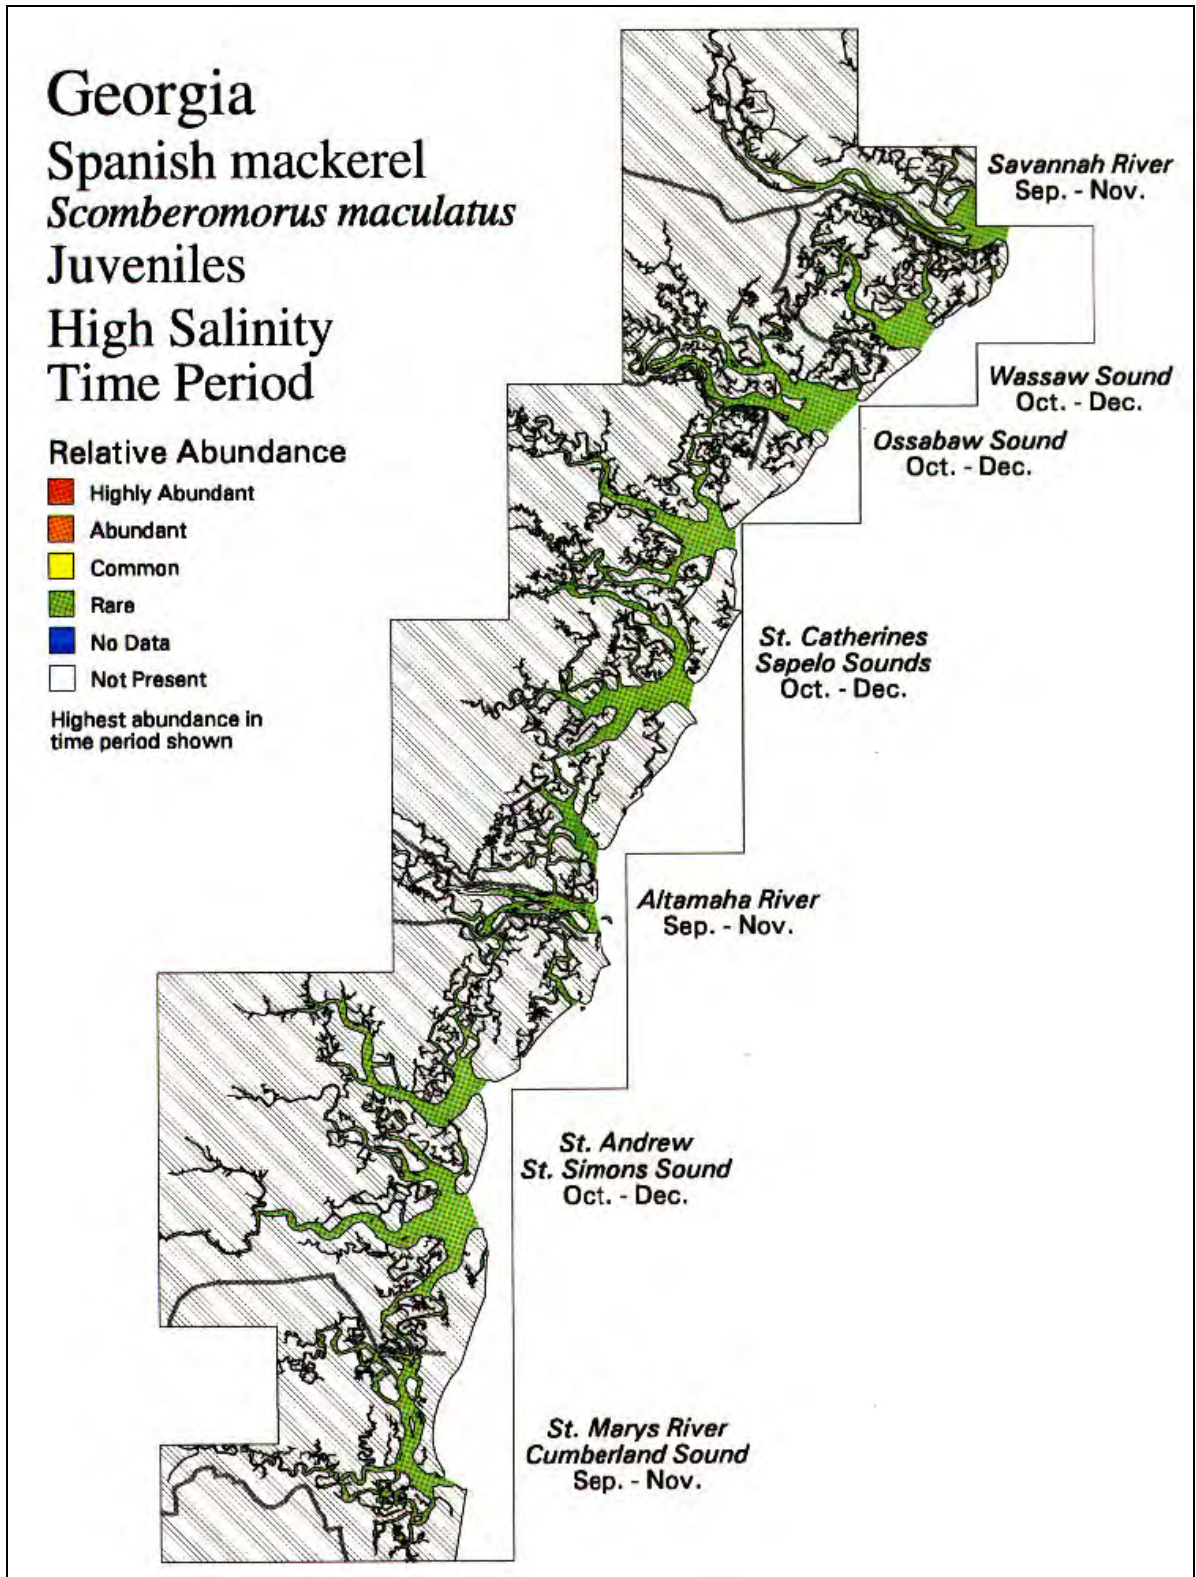 Georgia
Spanish mackerel
Scomberomorus maculatus
Juveniles
High Salinity
Time Period
Relative Abundance
Highly Abundant
Abundant
Common
Rare
No Data
Not Present
Highest abundance in
time period shown
Savannah River
Sep. - Nov.
Wassaw Sound
Oct. - Dec.
Ossabaw Sound
Oct. - Dec.
St. Catherines
Sapelo Sounds
Oct. - Dec.
Altamaha River
Sep. - Nov.
St. Andrew
St. Simons Sound
Oct. - Dec.
St. Marys River
Cumberland Sound
Sep. - Nov.